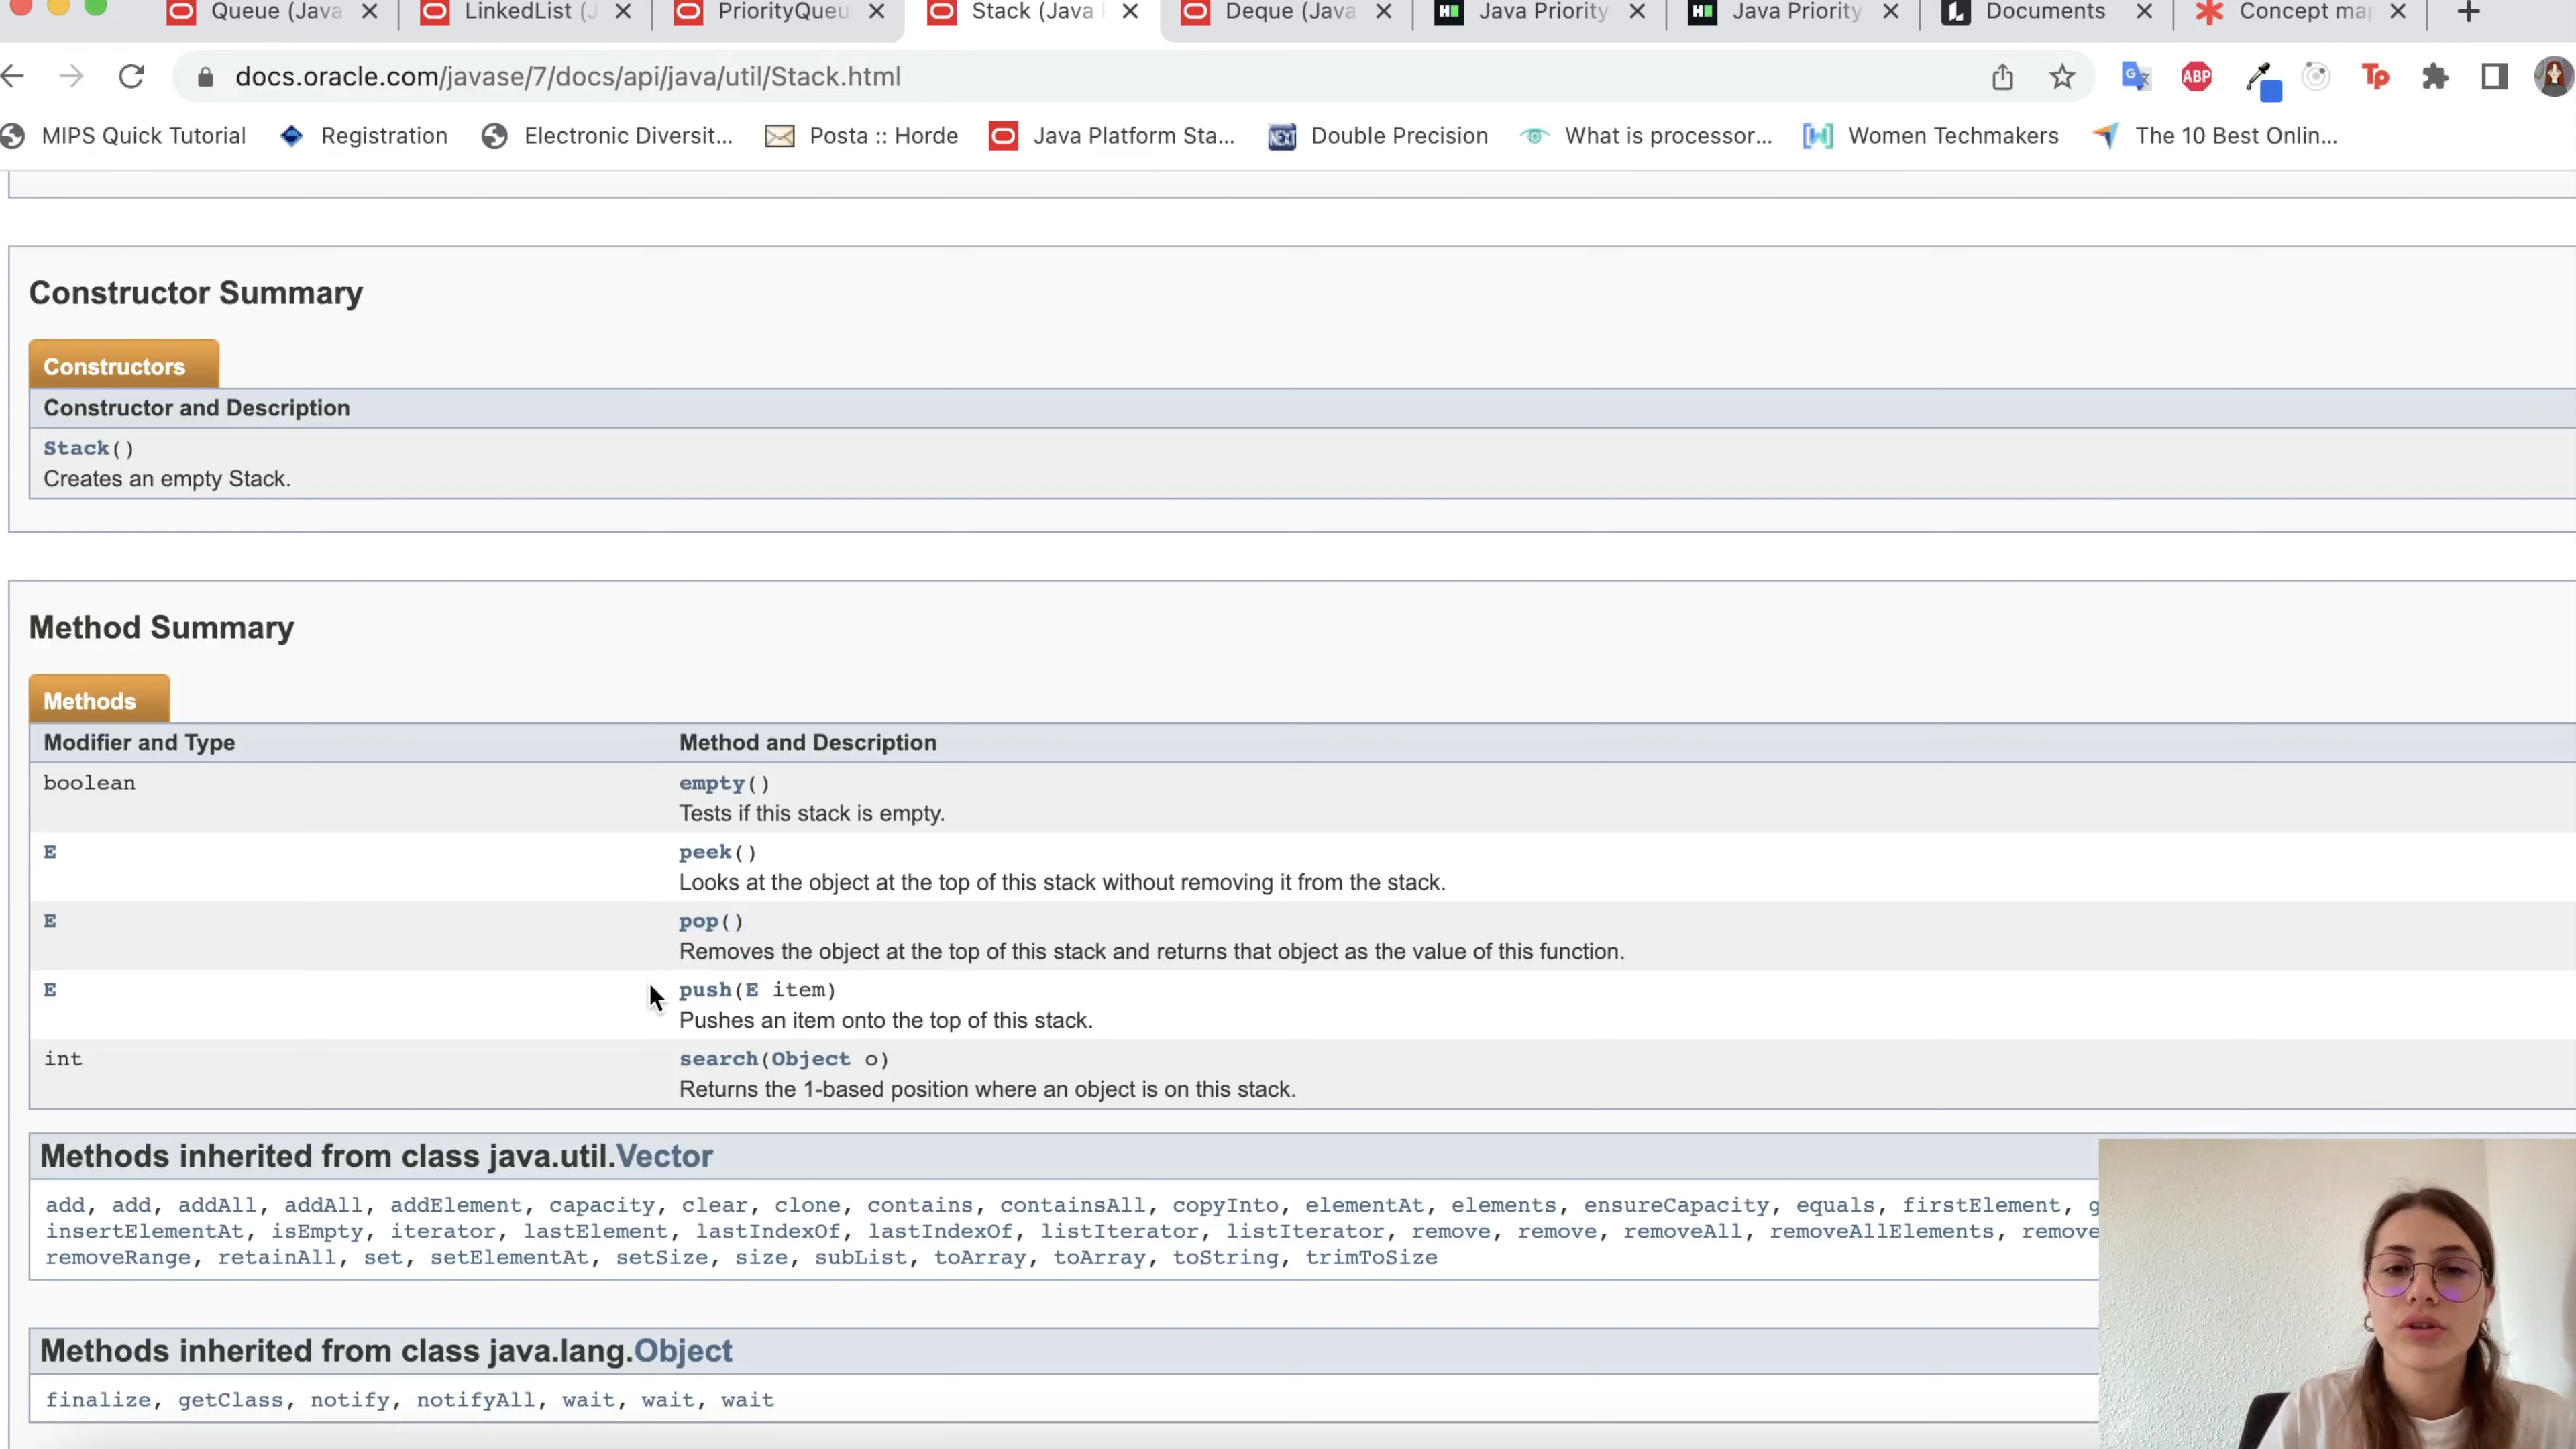 Queue (Java
LinkedList (J
PriorityQueu
Stack (Java
Deque (Java
Java Priority
Java Priority
Documents
Concept map
docs.oracle.com/javase/7/docs/api/java/util/Stack.html
ABP
Tp
MIPS Quick Tutorial
Registration
Electronic Diversit...
Posta :: Horde
Java Platform Sta...
NEXT
Double Precision
What is processor...
Women Techmakers
The 10 Best Onlin...
Constructor Summary
Constructors
Constructor and Description
Stack()
Creates an empty Stack.
Method Summary
Methods
Modifier and Type Method and Description
boolean empty()
Tests if this stack is empty.
E peek()
Looks at the object at the top of this stack without removing it from the stack.
E pop()
Removes the object at the top of this stack and returns that object as the value of this function.
E push(E item)
Pushes an item onto the top of this stack.
int search(Object o)
Returns the 1-based position where an object is on this stack.
Methods inherited from class java.util.Vector
add, add, addAll, addAll, addElement, capacity, clear, clone, contains, containsAll, copyInto, elementAt, elements, ensureCapacity, equals, firstElement, g
insertElementAt, isEmpty, iterator, lastElement, lastIndexOf, lastIndexOf, listIterator, listIterator, remove, remove, removeAll, removeAllElements, remove
removeRange, retainAll, set, setElementAt, setSize, size, subList, toArray, toArray, toString, trimToSize
Methods inherited from class java.lang.Object
finalize, getClass, notify, notifyAll, wait, wait, wait